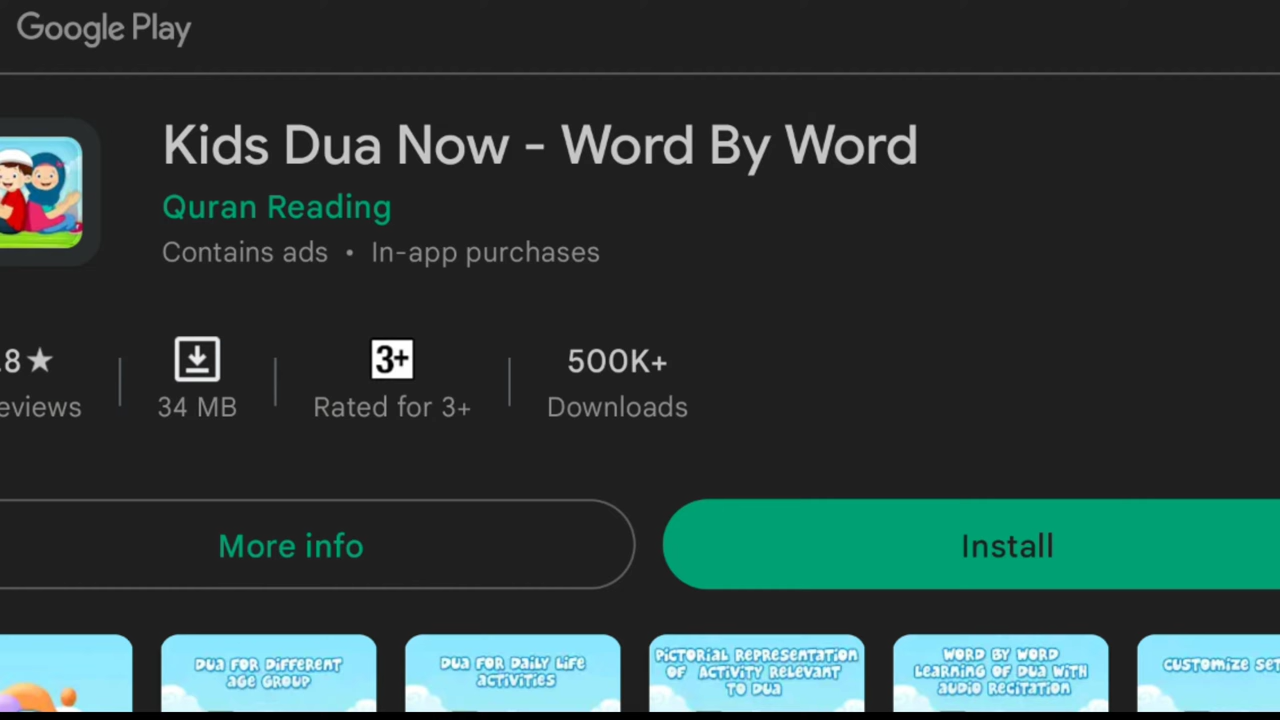 Google Play
Kids Dua Now - Word By Word
Quran Reading
Contains ads • In-app purchases
.8★
3+
500K+
34 MB
Rated for 3+
Downloads
More info
Install
DUA FOR DIFFERENT
AGE GROUP
DUA FOR DAILY LIFE
ACTIVITIES
PICTORIAL REPRESENTATION
OF ACTIVITY RELEVANT
TO DUA
WORD BY WORD
LEARNING OF DUA WITH
AUDIO RECITATION
CUSTOMIZE